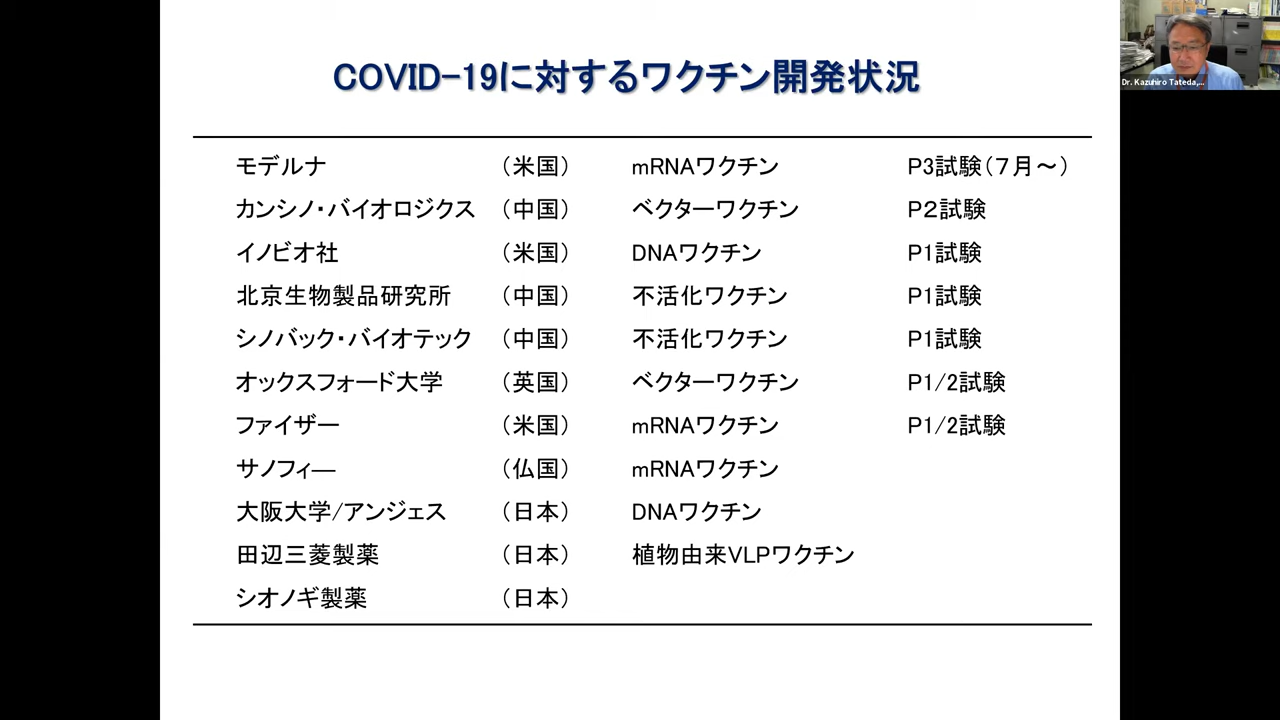 COVID-19に対するワクチン開発状況
Dr. Kazuhiro Tateda,...
モデルナ （米国） mRNAワクチン P3試験（７月～）
カンシノ・バイオロジクス （中国） ベクターワクチン P２試験
イノビオ社 （米国） DNAワクチン P1試験
北京生物製品研究所 （中国） 不活化ワクチン P1試験
シノバック・バイオテック （中国） 不活化ワクチン P1試験
オックスフォード大学 （英国） ベクターワクチン P1/2試験
ファイザー （米国） mRNAワクチン P1/2試験
サノフィ― （仏国） mRNAワクチン
大阪大学/アンジェス （日本） DNAワクチン
田辺三菱製薬 （日本） 植物由来VLPワクチン
シオノギ製薬 （日本）